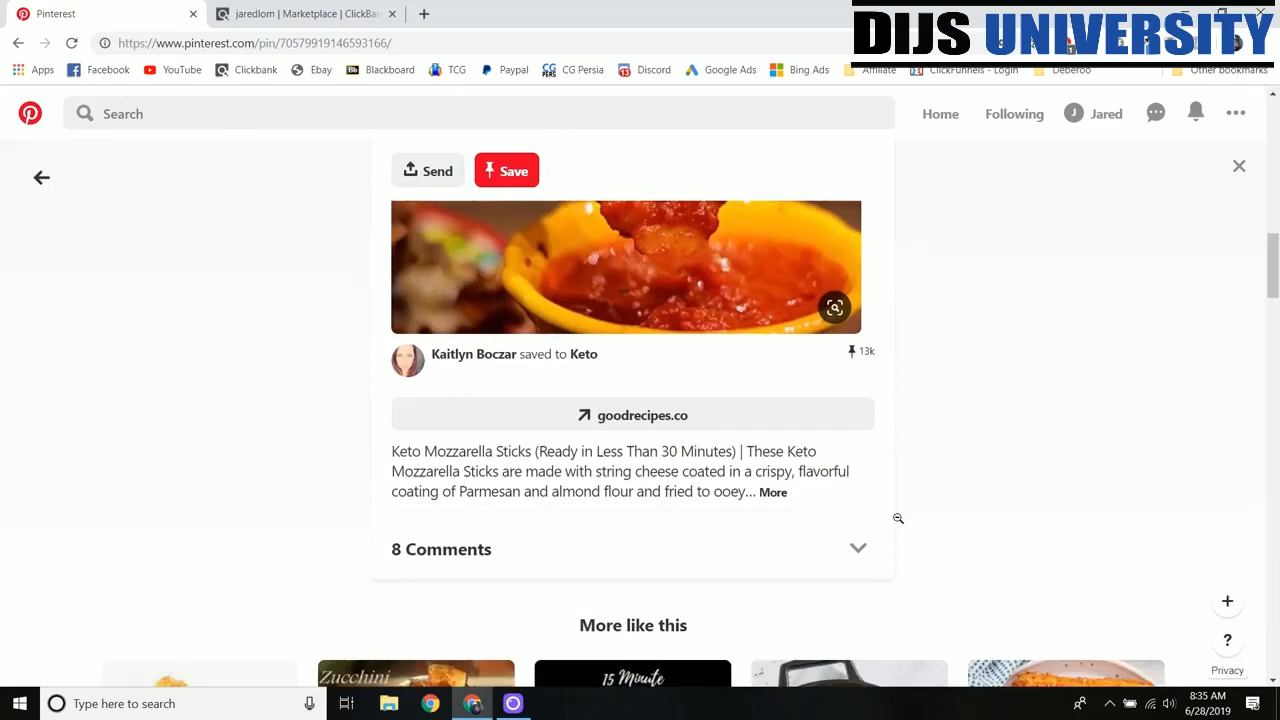 Pinterest
jaredlom | Marketplace | ClickBan
DIJS UNIVERSITY
https://www.pinterest.com/pin/70579919146593166/
Apps Facebook YouTube Clickbank Ebay Bb Blackboard TCG Paypal CG Persia Discord Google Ads Bing Ads Affiliate ClickFunnels - Login Deberoo Other bookmarks
Search Home Following J Jared
Send Save
Kaitlyn Boczar saved to Keto 13k
goodrecipes.co
Keto Mozzarella Sticks (Ready in Less Than 30 Minutes) | These Keto
Mozzarella Sticks are made with string cheese coated in a crispy, flavorful
coating of Parmesan and almond flour and fried to ooey... More
8 Comments
More like this
+
?
Privacy
Zucchini
15 Minute
Type here to search
8:35 AM
6/28/2019